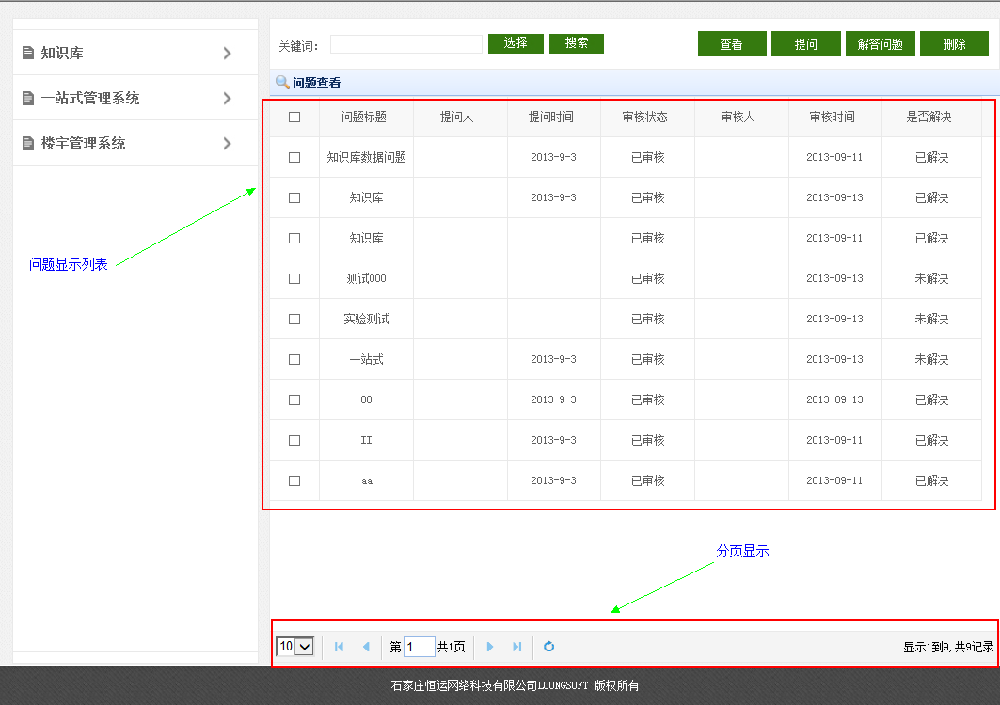 知识库
一站式管理系统
楼宇管理系统
问题显示列表
关键词: 选择 搜索 查看 提问 解答问题 删除
问题查看
问题标题 提问人 提问时间 审核状态 审核人 审核时间 是否解决
知识库数据问题 2013-9-3 已审核 2013-09-11 已解决
知识库 2013-9-3 已审核 2013-09-13 已解决
知识库 已审核 2013-09-11 已解决
测试000 已审核 2013-09-13 未解决
实验测试 已审核 2013-09-13 未解决
一站式 2013-9-3 已审核 2013-09-13 未解决
00 2013-9-3 已审核 2013-09-13 已解决
II 2013-9-3 已审核 2013-09-11 已解决
aa 2013-9-3 已审核 2013-09-11 已解决
分页显示
10 第 1 共1页 显示1到9,共9记录
石家庄恒运网络科技有限公司LOONGSOFT 版权所有